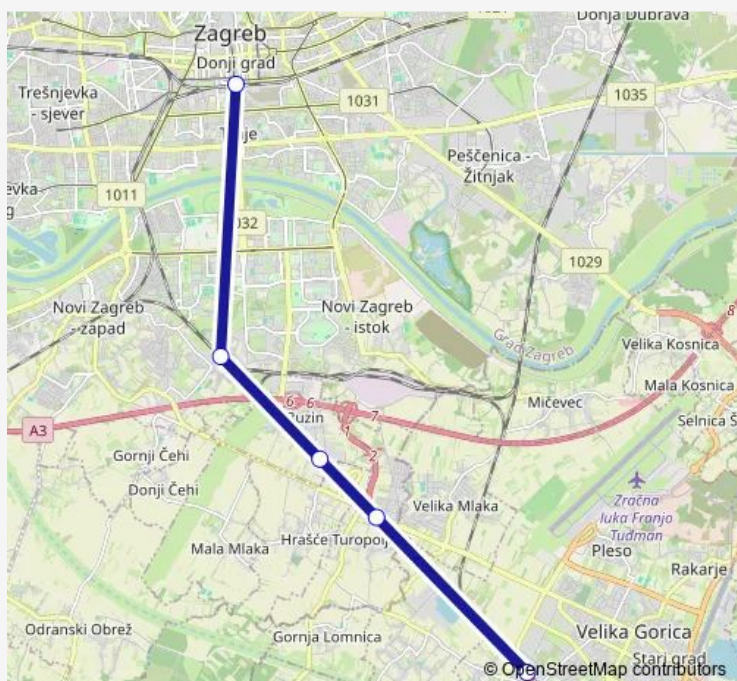 Donja Dubrava
Zagreb
Donji grad
Trešnjevka
- sjever
1031
1035
Peščenica -
Žitnjak
1011
1029
Novi Zagreb
- zapad
Novi Zagreb
- istok
Grad Zagreb
Velika Kosnica
8
Mala Kosnica
Mičevec
A3
6
6
7
1
2
Gornji Čehi
Donji Čehi
Velika Mlaka
Zračna
luka Franjo
Tuđman
Hrašće Turopolj
Mala Mlaka
Pleso
Rakarje
Odranski Obrež
Gornja Lomnica
Velika Gorica
Stari grad
© OpenStreetMap contributors